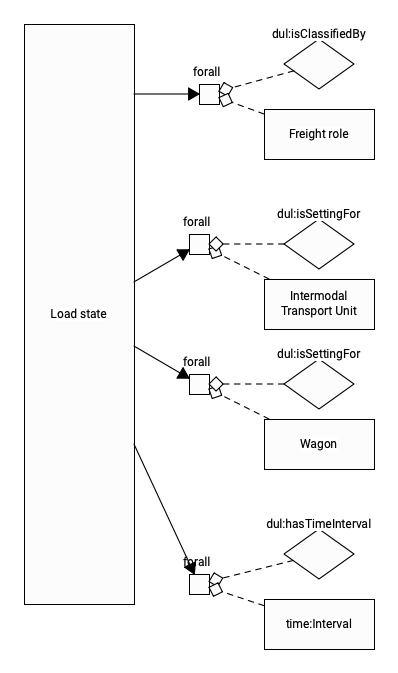 dul:isClassifiedBy
forall
Freight role
dul:isSettingFor
forall
Intermodal
Transport Unit
Load state
dul:isSettingFor
forall
Wagon
dul:hasTimeInterval
forall
time:Interval